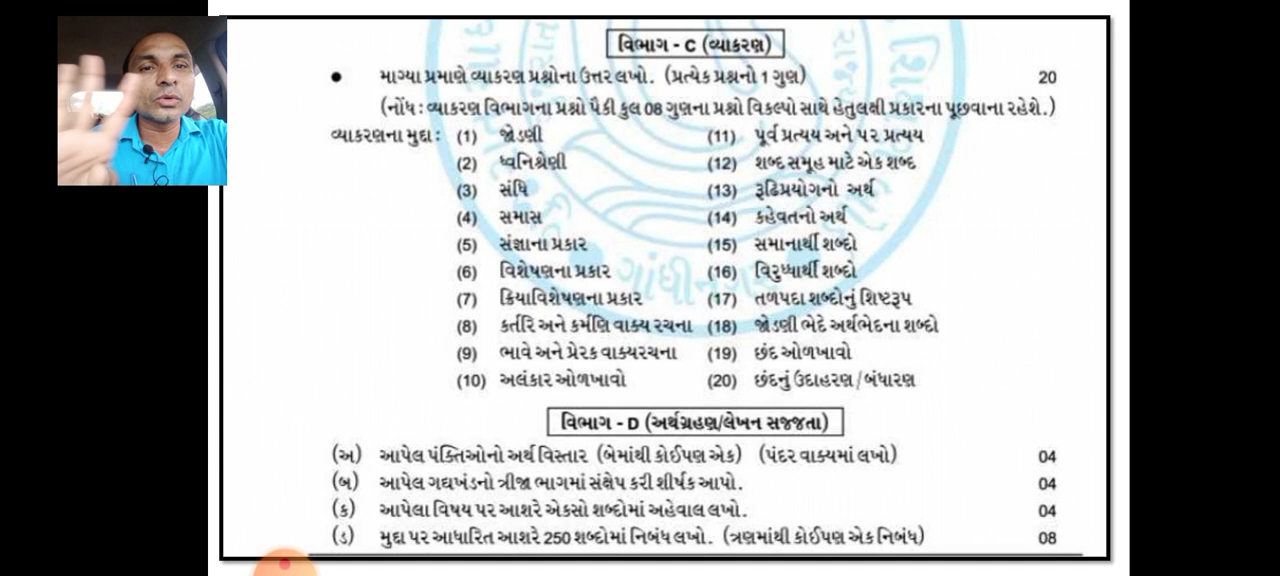 વિભાગ - C (વ્યાકરણ)
● માગ્યા પ્રમાણે વ્યાકરણ પ્રશ્નોના ઉત્તર લખો. (પ્રત્યેક પ્રશ્નનો 1 ગુણ) 20
(નોંધ : વ્યાકરણ વિભાગના પ્રશ્નો પૈકી કુલ 08 ગુણના પ્રશ્નો વિકલ્પો સાથે હેતુલક્ષી પ્રકારના પૂછવાના રહેશે.)
વ્યાકરણના મુદ્દા : (1) જોડણી (11) પૂર્વ પ્રત્યય અને પર પ્રત્યય
(2) ધ્વનિશ્રેણી (12) શબ્દ સમૂહ માટે એક શબ્દ
(3) સંધિ (13) રૂઢિપ્રયોગનો અર્થ
(4) સમાસ (14) કહેવતનો અર્થ
(5) સંજ્ઞાના પ્રકાર (15) સમાનાર્થી શબ્દો
(6) વિશેષણના પ્રકાર (16) વિરુધ્ધાર્થી શબ્દો
(7) ક્રિયાવિશેષણના પ્રકાર (17) તળપદા શબ્દોનું શિષ્ટરૂપ
(8) કર્તરિ અને કર્મણિ વાક્ય રચના (18) જોડણી ભેદે અર્થભેદના શબ્દો
(9) ભાવે અને પ્રેરક વાક્યરચના (19) છંદ ઓળખાવો
(10) અલંકાર ઓળખાવો (20) છંદનું ઉદાહરણ / બંધારણ
વિભાગ - D (અર્થગ્રહણ/લેખન સજ્જતા)
(અ) આપેલ પંક્તિઓનો અર્થ વિસ્તાર (બેમાંથી કોઈપણ એક) (પંદર વાક્યમાં લખો) 04
(બ) આપેલ ગદ્યખંડનો ત્રીજા ભાગમાં સંક્ષેપ કરી શીર્ષક આપો. 04
(ક) આપેલા વિષય પર આશરે એકસો શબ્દોમાં અહેવાલ લખો. 04
(ડ) મુદ્દા પર આધારિત આશરે 250 શબ્દોમાં નિબંધ લખો. (ત્રણમાંથી કોઈપણ એક નિબંધ) 08